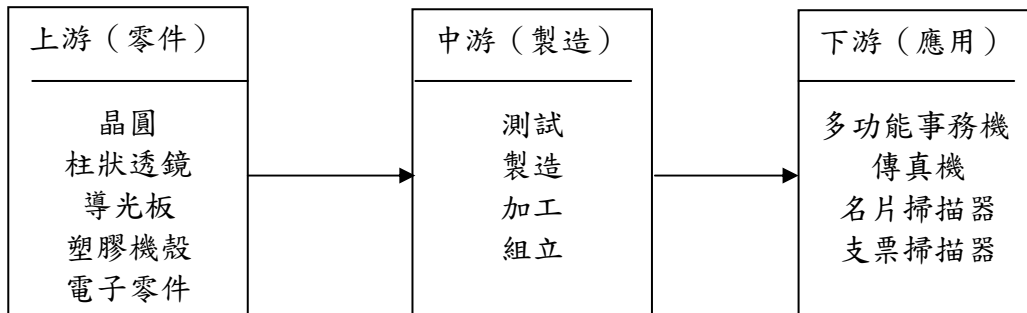 上游（零件）
晶圓
柱狀透鏡
導光板
塑膠機殼
電子零件
中游（製造）
測試
製造
加工
組立
下游（應用）
多功能事務機
傳真機
名片掃描器
支票掃描器